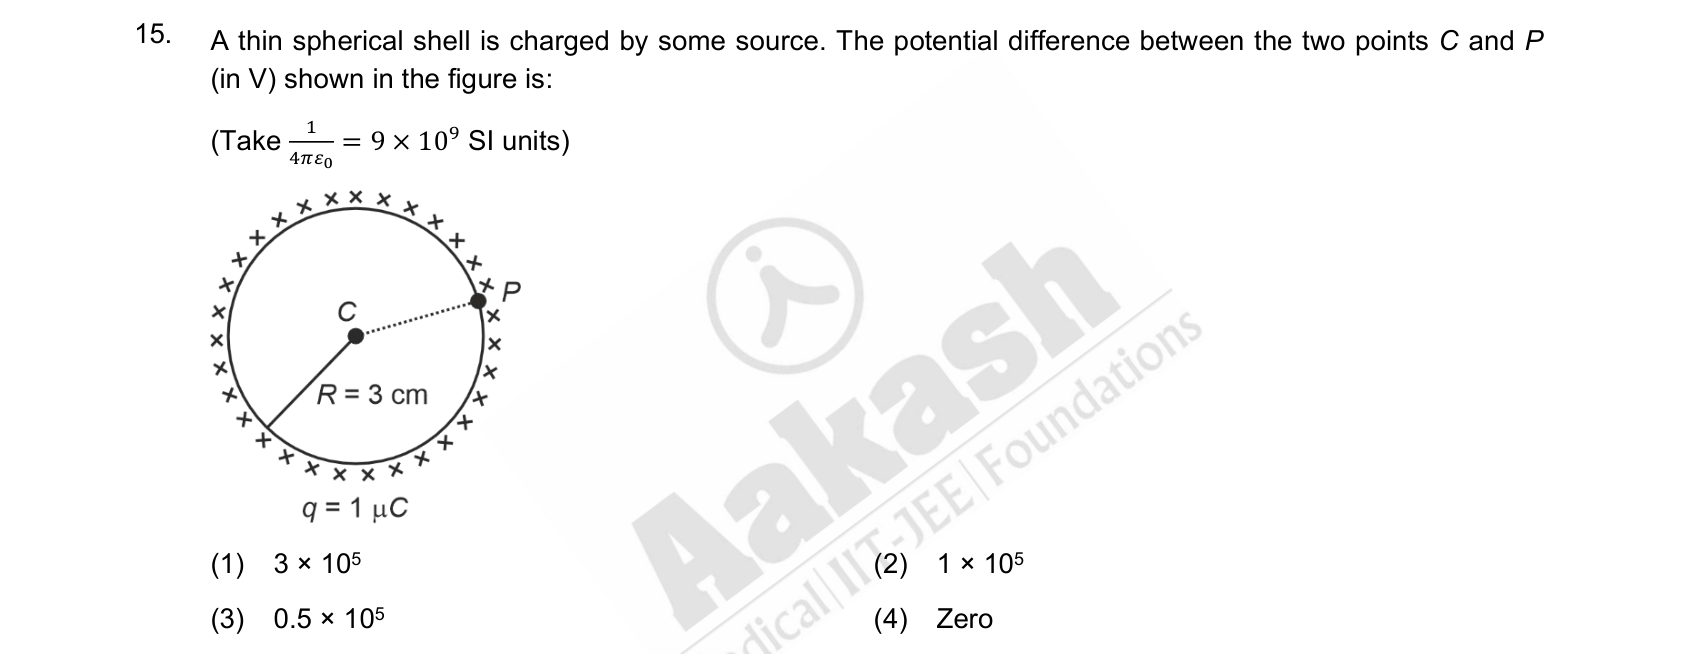 15. A thin spherical shell is charged by some source. The potential difference between the two points C and P
(in V) shown in the figure is:
(Take 1/4πε₀ = 9 × 10⁹ SI units)
P
C
R = 3 cm
q = 1 μC
(1) 3 × 10⁵ (2) 1 × 10⁵
(3) 0.5 × 10⁵ (4) Zero
Aakash
dical|IIT-JEE|Foundations